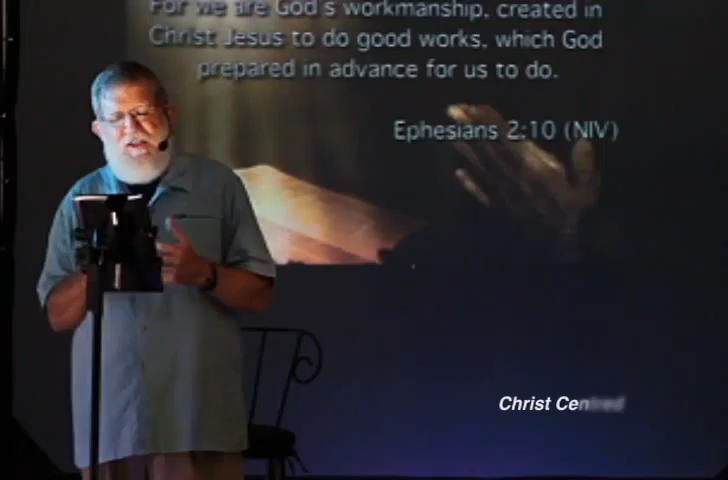 For we are God's workmanship, created in
Christ Jesus to do good works, which God
prepared in advance for us to do.
Ephesians 2:10 (NIV)
Christ Centred